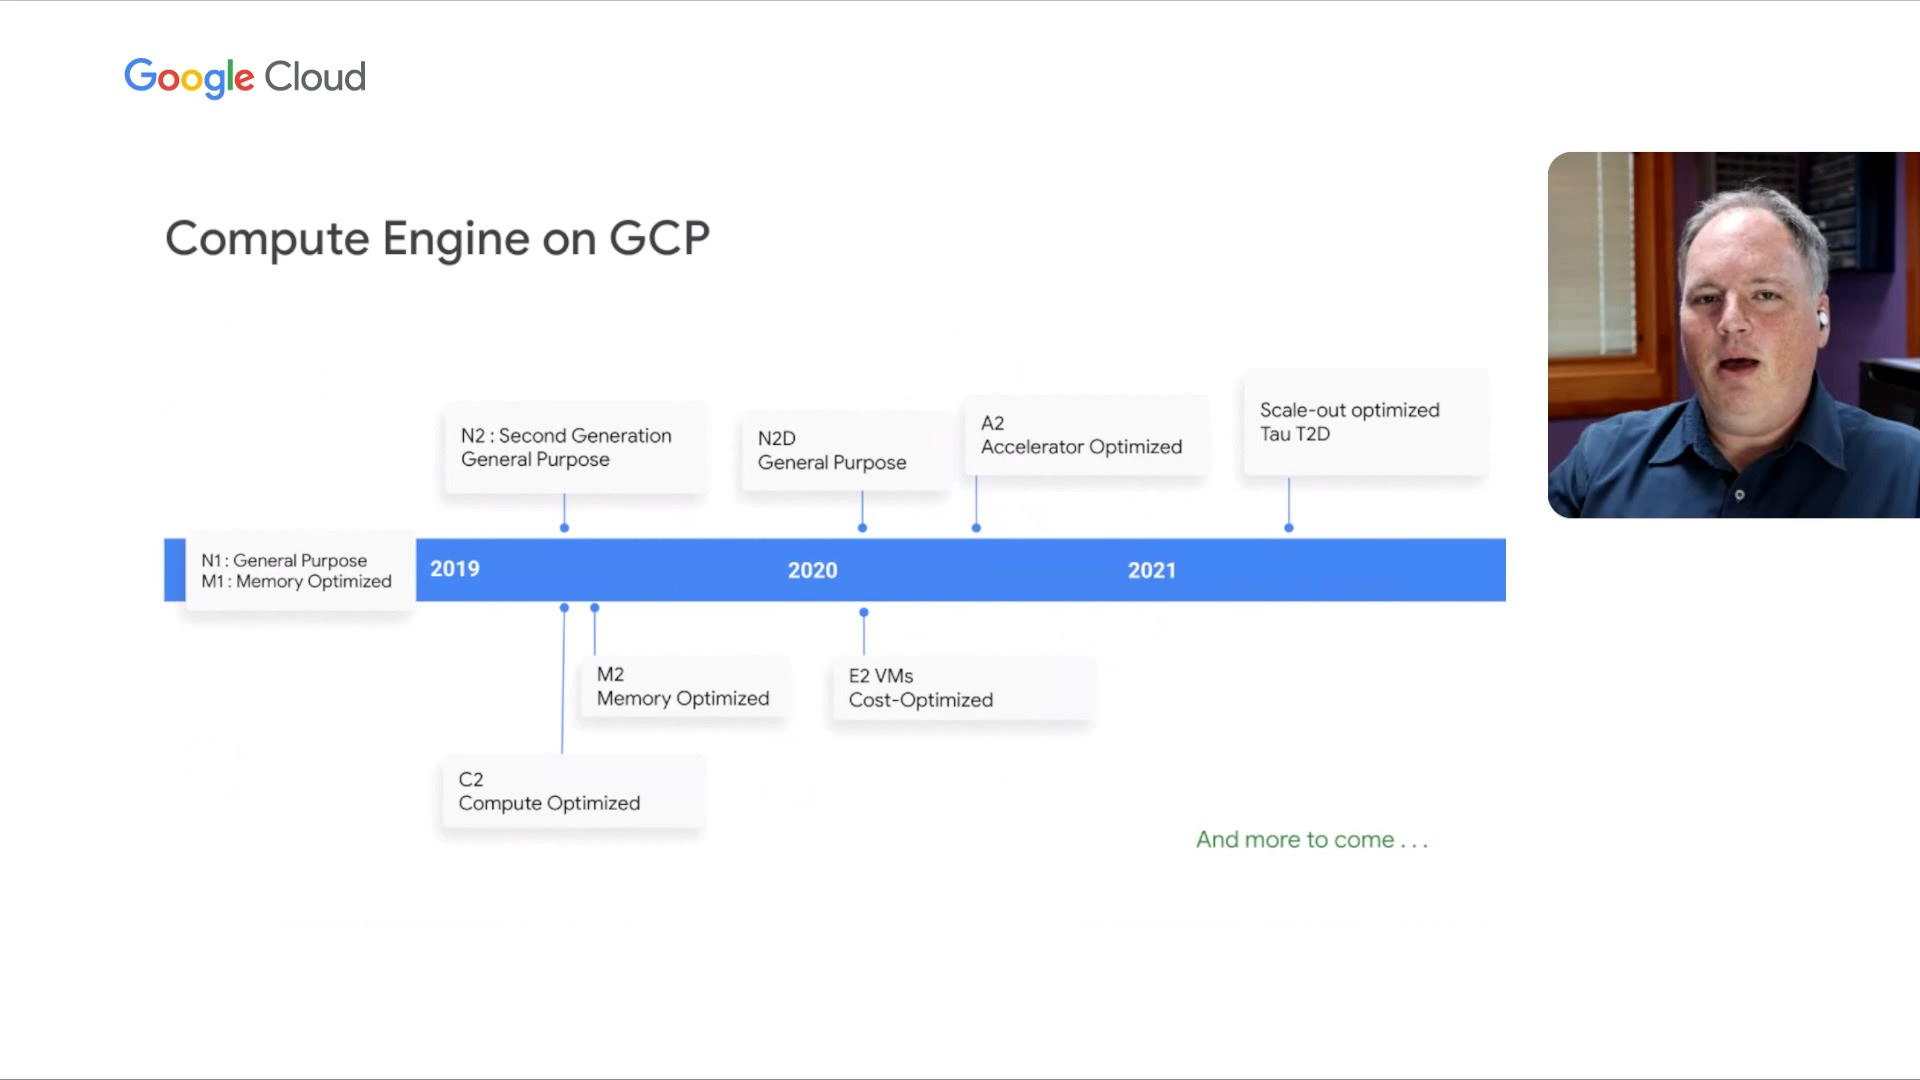 Google Cloud
Compute Engine on GCP
N2 : Second Generation
General Purpose
N2D
General Purpose
A2
Accelerator Optimized
Scale-out optimized
Tau T2D
N1 : General Purpose
M1 : Memory Optimized
2019
2020
2021
M2
Memory Optimized
E2 VMs
Cost-Optimized
C2
Compute Optimized
And more to come . . .